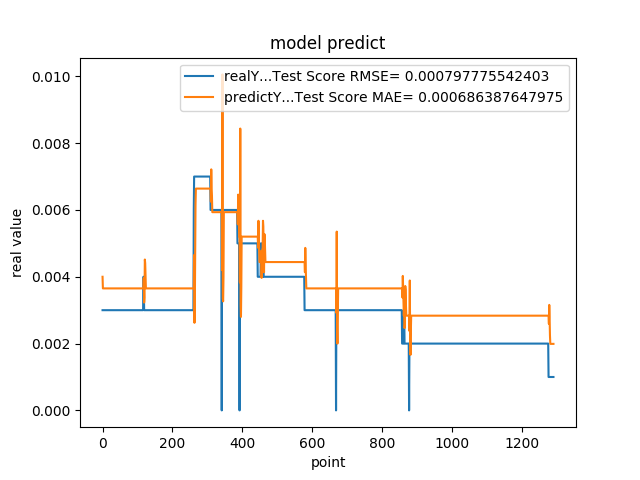 model predict
realY...Test Score RMSE= 0.000797775542403
predictY...Test Score MAE= 0.000686387647975
0.010
0.008
0.006
0.004
0.002
0.000
real value
0 200 400 600 800 1000 1200
point